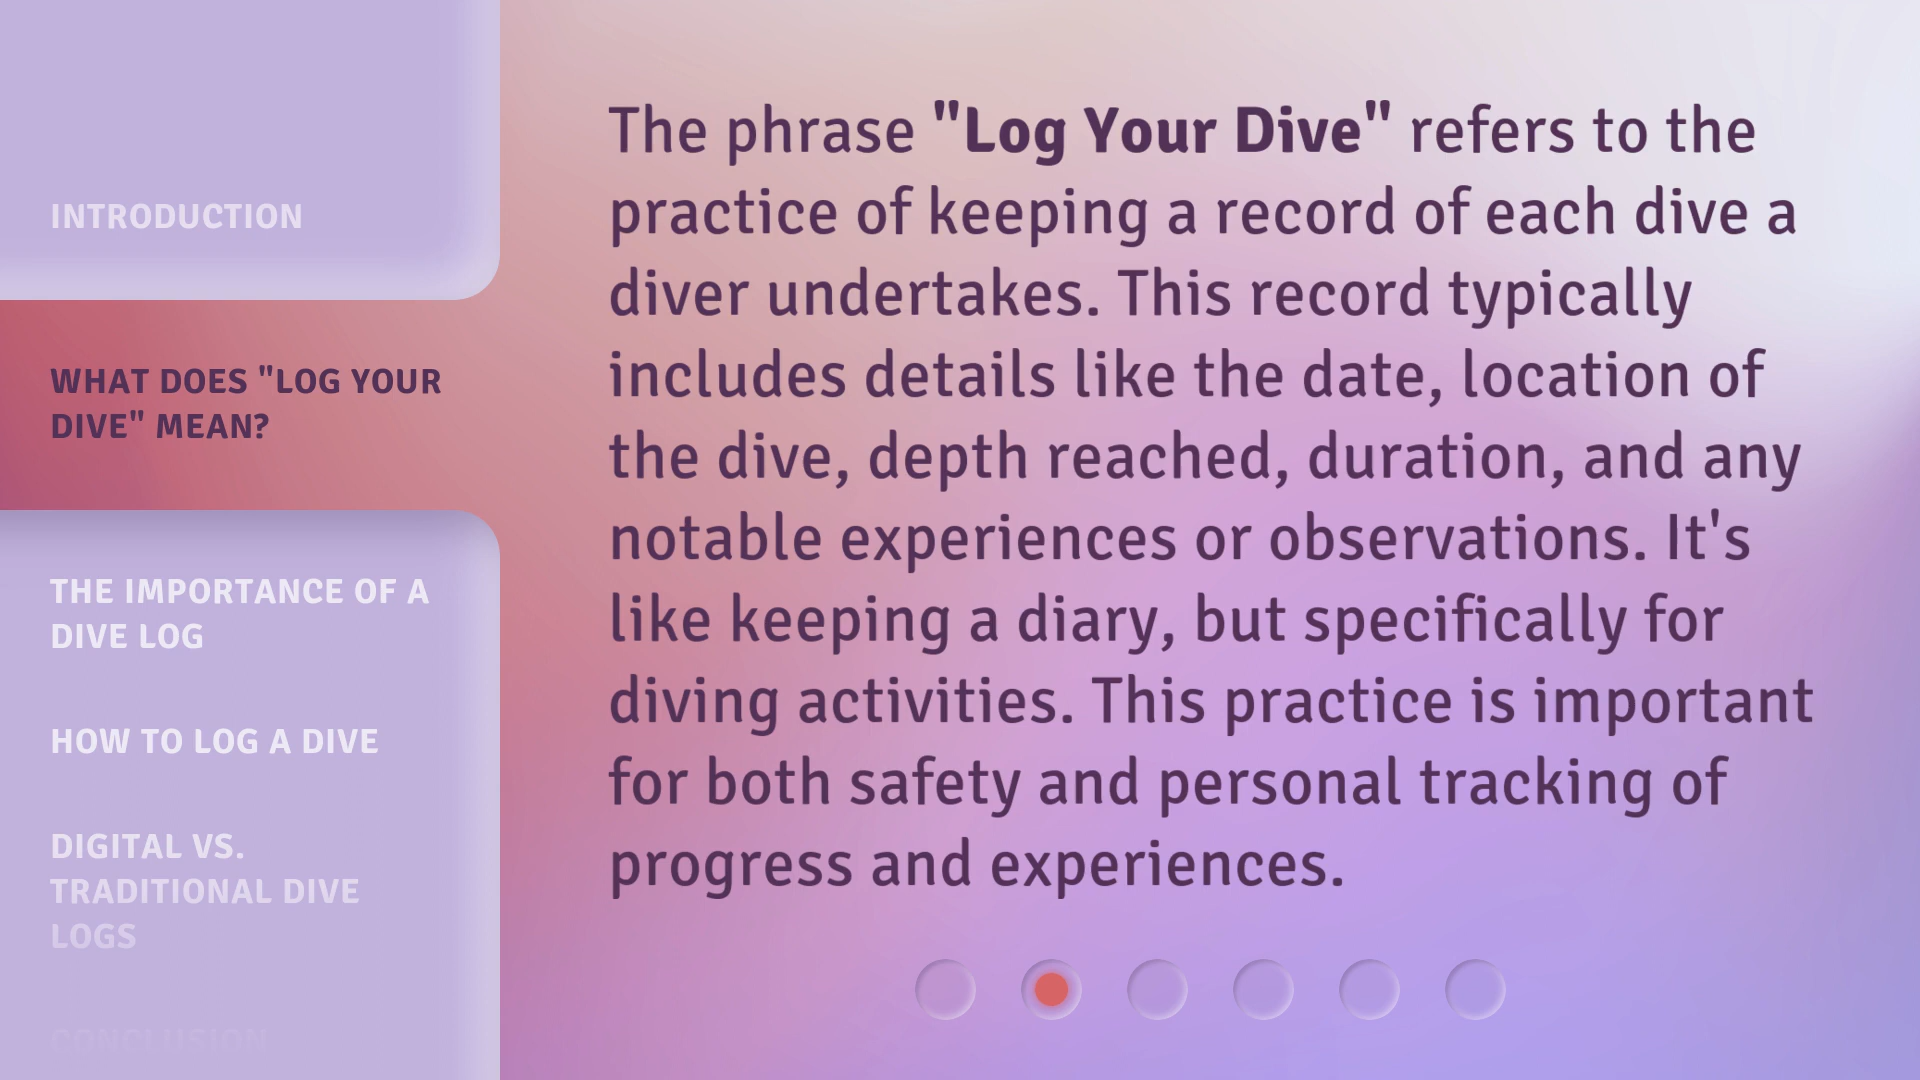 INTRODUCTION
WHAT DOES "LOG YOUR
DIVE" MEAN?
THE IMPORTANCE OF A
DIVE LOG
HOW TO LOG A DIVE
DIGITAL VS.
TRADITIONAL DIVE
LOGS
CONCLUSION
The phrase "Log Your Dive" refers to the
practice of keeping a record of each dive a
diver undertakes. This record typically
includes details like the date, location of
the dive, depth reached, duration, and any
notable experiences or observations. It's
like keeping a diary, but specifically for
diving activities. This practice is important
for both safety and personal tracking of
progress and experiences.